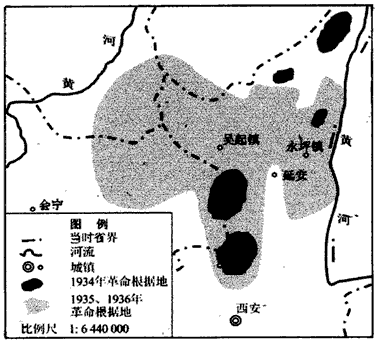 河
黄
吴起镇
永坪镇
黄
延安
会宁
河
图 例
当时省界
河流
城镇
1934年革命根据地
1935、1936年
革命根据地
西安
比例尺 1: 6 440 000